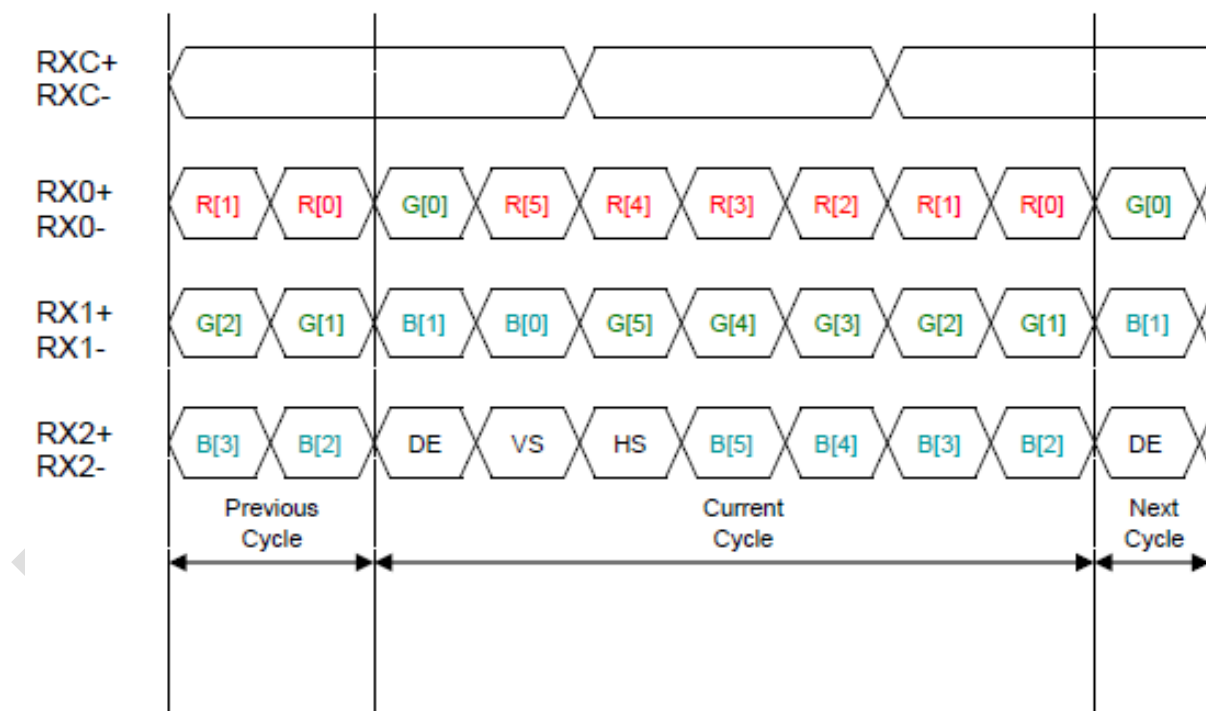 RXC+
RXC-
RX0+
RX0-
R[1] R[0] G[0] R[5] R[4] R[3] R[2] R[1] R[0] G[0]
RX1+
RX1-
G[2] G[1] B[1] B[0] G[5] G[4] G[3] G[2] G[1] B[1]
RX2+
RX2-
B[3] B[2] DE VS HS B[5] B[4] B[3] B[2] DE
Previous
Cycle
Current
Cycle
Next
Cycle